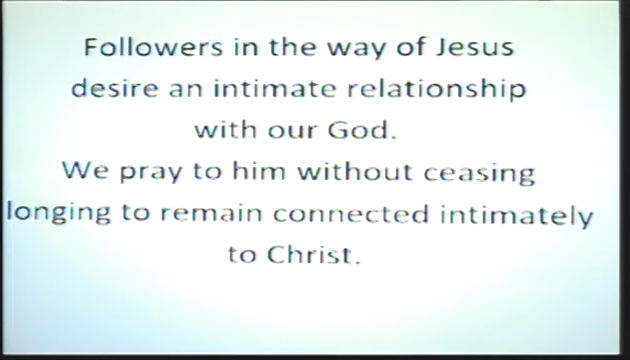 Followers in the way of Jesus
desire an intimate relationship
with our God.
We pray to him without ceasing
longing to remain connected intimately
to Christ.